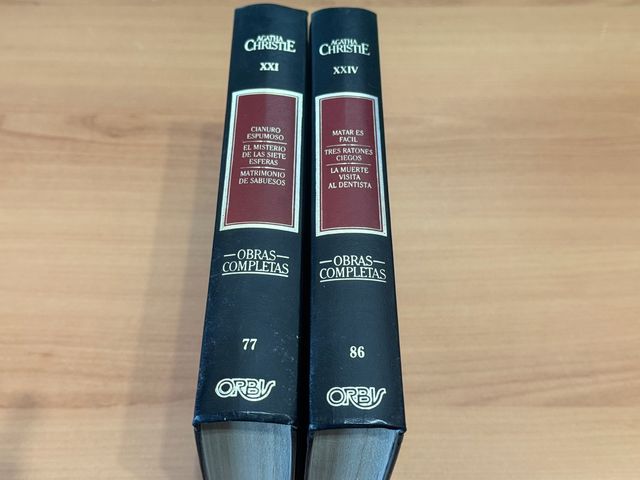 AGATHA
CHRISTIE
XXI
CIANURO
ESPUMOSO
EL MISTERIO
DE LAS SIETE
ESFERAS
MATRIMONIO
DE SABUESOS
OBRAS
COMPLETAS
77
ORBIS
AGATHA
CHRISTIE
XXIV
MATAR ES
FACIL
TRES RATONES
CIEGOS
LA MUERTE
VISITA
AL DENTISTA
OBRAS
COMPLETAS
86
ORBIS